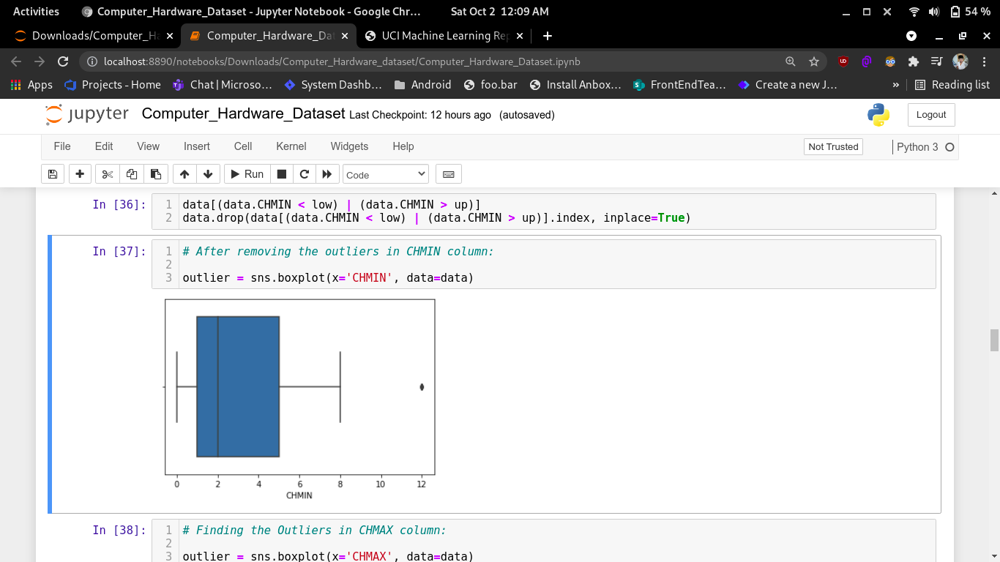 Activities Computer_Hardware_Dataset - Jupyter Notebook - Google Chr... Sat Oct 2 12:09 AM 54 %
Downloads/Computer_Ha Computer_Hardware_Dat UCI Machine Learning Rep
localhost:8890/notebooks/Downloads/Computer_Hardware_dataset/Computer_Hardware_Dataset.ipynb
Apps Projects - Home Chat | Microso... System Dashb... Android foo.bar Install Anbox... FrontEndTea... Create a new J... » Reading list
jupyter Computer_Hardware_Dataset Last Checkpoint: 12 hours ago (autosaved) Logout
File Edit View Insert Cell Kernel Widgets Help Not Trusted Python 3
Run Code
In [36]: 1 data[(data.CHMIN < low) | (data.CHMIN > up)]
2 data.drop(data[(data.CHMIN < low) | (data.CHMIN > up)].index, inplace=True)
In [37]: 1 # After removing the outliers in CHMIN column:
2
3 outlier = sns.boxplot(x='CHMIN', data=data)
0 2 4 6 8 10 12
CHMIN
In [38]: 1 # Finding the Outliers in CHMAX column:
2
3 outlier = sns.boxplot(x='CHMAX', data=data)